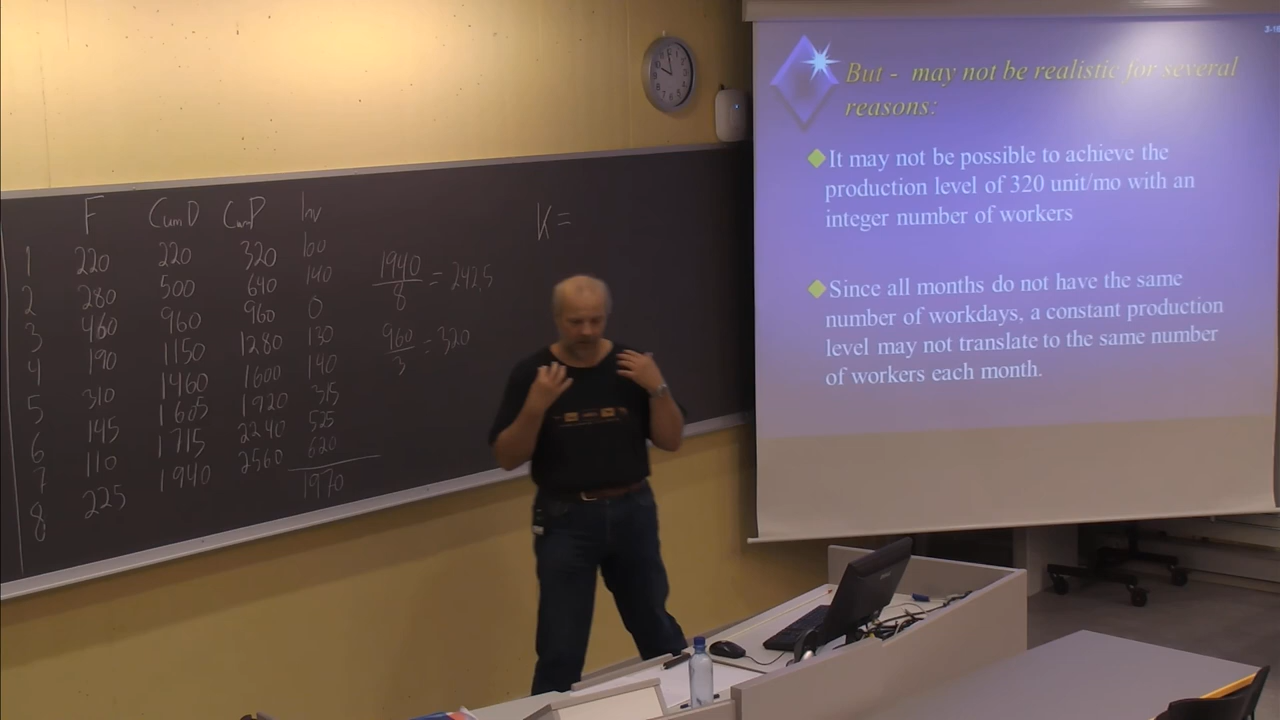 F CumD CumP Inv
1 220 220 320 100
2 280 500 640 140
3 460 960 960 0
4 190 1150 1280 130
5 310 1460 1600 140
6 145 1605 1920 315
7 110 1715 2240 525
8 225 1940 2560 620
1970
1940
8
= 242,5
960
3
= 320
K =
But - may not be realistic for several
reasons:
It may not be possible to achieve the
production level of 320 unit/mo with an
integer number of workers
Since all months do not have the same
number of workdays, a constant production
level may not translate to the same number
of workers each month.